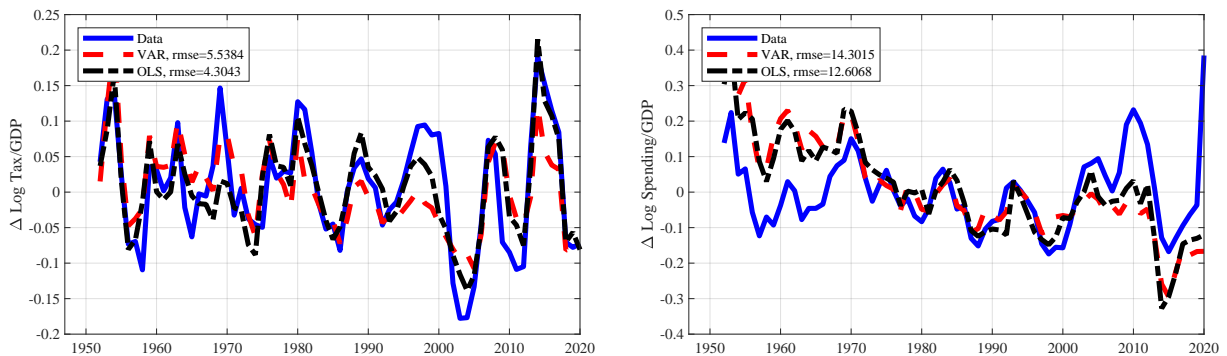 0.25
0.2
0.15
0.1
0.05
0
-0.05
-0.1
-0.15
-0.2
Δ Log Tax/GDP
Data
VAR, rmse=5.5384
OLS, rmse=4.3043
1950 1960 1970 1980 1990 2000 2010 2020
0.5
0.4
0.3
0.2
0.1
0
-0.1
-0.2
-0.3
-0.4
Δ Log Spending/GDP
Data
VAR, rmse=14.3015
OLS, rmse=12.6068
1950 1960 1970 1980 1990 2000 2010 2020